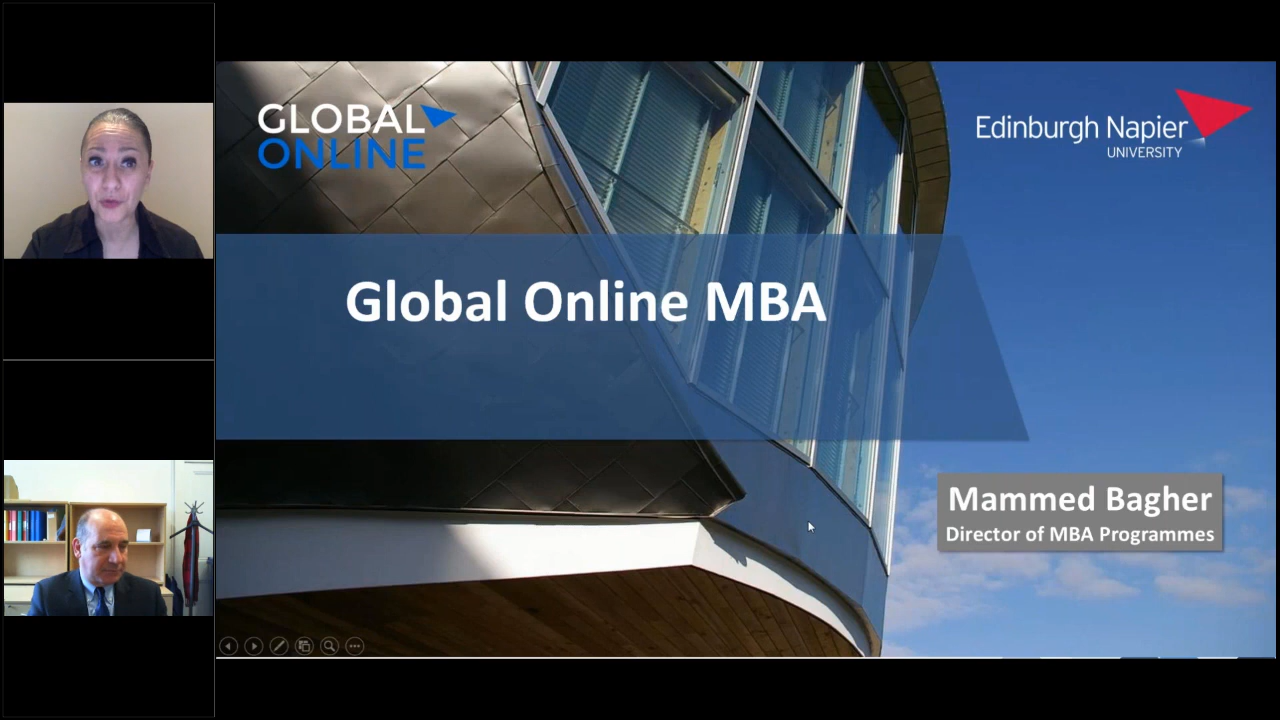 GLOBAL
ONLINE
Edinburgh Napier
UNIVERSITY
Global Online MBA
Mammed Bagher
Director of MBA Programmes